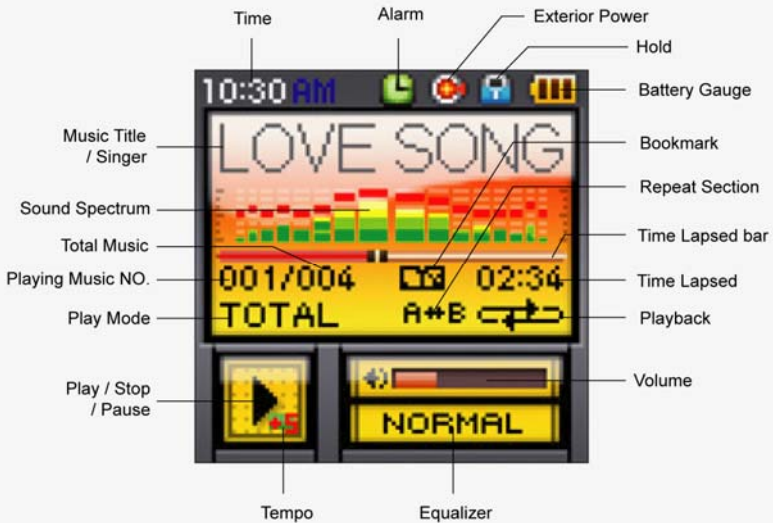 Time
Alarm
Exterior Power
Hold
10:30 AM
Battery Gauge
Music Title
/ Singer
LOVE SONG
Bookmark
Repeat Section
Sound Spectrum
Total Music
Time Lapsed bar
Playing Music NO.
001/004
02:34
Time Lapsed
Play Mode
TOTAL
A↔B
Playback
Play / Stop
/ Pause
+5
Volume
NORMAL
Tempo
Equalizer